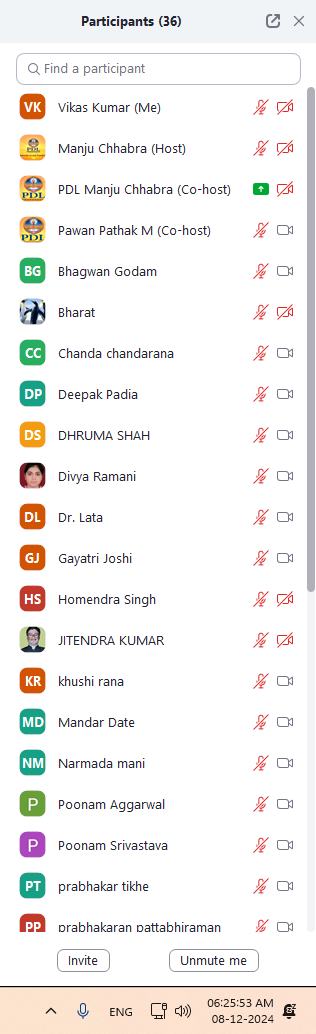 Participants (36)
Find a participant
VK Vikas Kumar (Me)
PDL Manju Chhabra (Host)
PDL PDL Manju Chhabra (Co-host)
PDL Pawan Pathak M (Co-host)
BG Bhagwan Godam
Bharat
CC Chanda chandarana
DP Deepak Padia
DS DHRUMA SHAH
Divya Ramani
DL Dr. Lata
GJ Gayatri Joshi
HS Homendra Singh
JITENDRA KUMAR
KR khushi rana
MD Mandar Date
NM Narmada mani
P Poonam Aggarwal
P Poonam Srivastava
PT prabhakar tikhe
PP prabhakaran pattabhiraman
Invite Unmute me
ENG 06:25:53 AM
08-12-2024